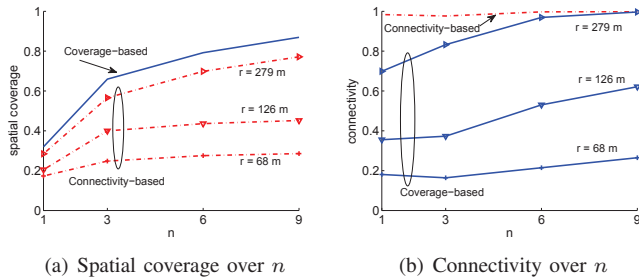 1
0.8
0.6
0.4
0.2
0
spatial coverage
Coverage−based
r = 279 m
r = 126 m
r = 68 m
Connectivity−based
1 3 6 9
n
(a) Spatial coverage over n
1
0.8
0.6
0.4
0.2
0
connectivity
Connectivity−based
r = 279 m
r = 126 m
r = 68 m
Coverage−based
1 3 6 9
n
(b) Connectivity over n